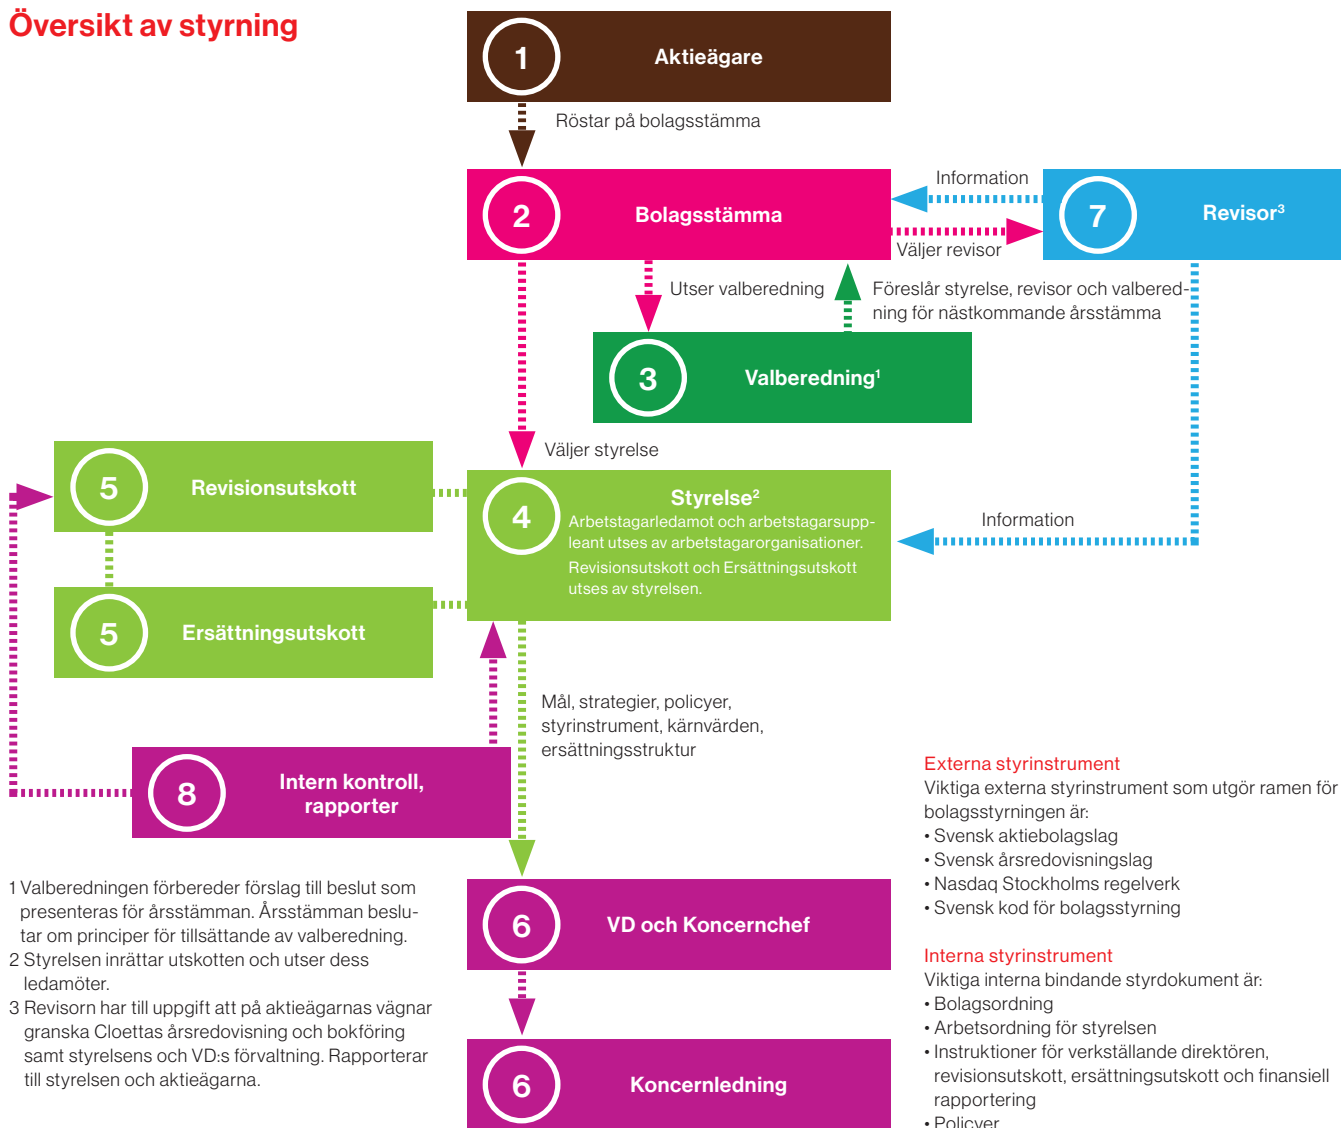 Översikt av styrning
1
Aktieägare
Röstar på bolagsstämma
2
Bolagsstämma
Information
7
Revisor³
Väljer revisor
Utser valberedning
Föreslår styrelse, revisor och valbered-
ning för nästkommande årsstämma
3
Valberedning¹
Väljer styrelse
5
Revisionsutskott
4
Styrelse²
Arbetstagarledamot och arbetstagarsupp-
leant utses av arbetstagarorganisationer.
Revisionsutskott och Ersättningsutskott
utses av styrelsen.
Information
5
Ersättningsutskott
Mål, strategier, policyer,
styrinstrument, kärnvärden,
ersättningsstruktur
8
Intern kontroll,
rapporter
6
VD och Koncernchef
6
Koncernledning
1 Valberedningen förbereder förslag till beslut som
presenteras för årsstämman. Årsstämman beslu-
tar om principer för tillsättande av valberedning.
2 Styrelsen inrättar utskotten och utser dess
ledamöter.
3 Revisorn har till uppgift att på aktieägarnas vägnar
granska Cloettas årsredovisning och bokföring
samt styrelsens och VD:s förvaltning. Rapporterar
till styrelsen och aktieägarna.
Externa styrinstrument
Viktiga externa styrinstrument som utgör ramen för
bolagsstyrningen är:
• Svensk aktiebolagslag
• Svensk årsredovisningslag
• Nasdaq Stockholms regelverk
• Svensk kod för bolagsstyrning
Interna styrinstrument
Viktiga interna bindande styrdokument är:
• Bolagsordning
• Arbetsordning för styrelsen
• Instruktioner för verkställande direktören,
revisionsutskott, ersättningsutskott och finansiell
rapportering
• Policyer